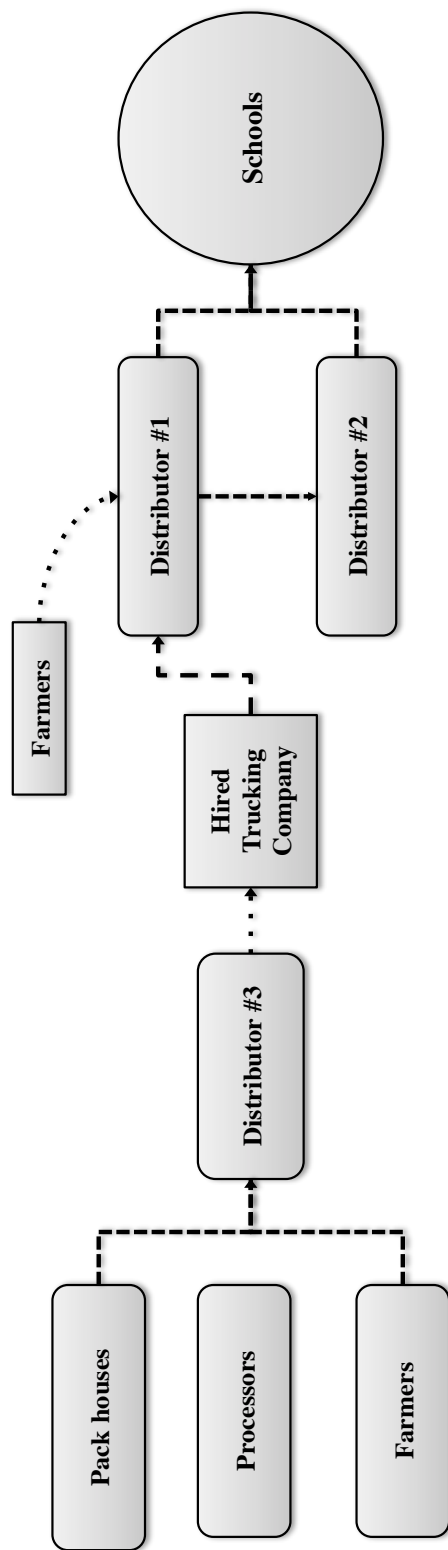 Pack houses
Processors
Farmers
Distributor #3
Hired
Trucking
Company
Farmers
Distributor #1
Distributor #2
Schools